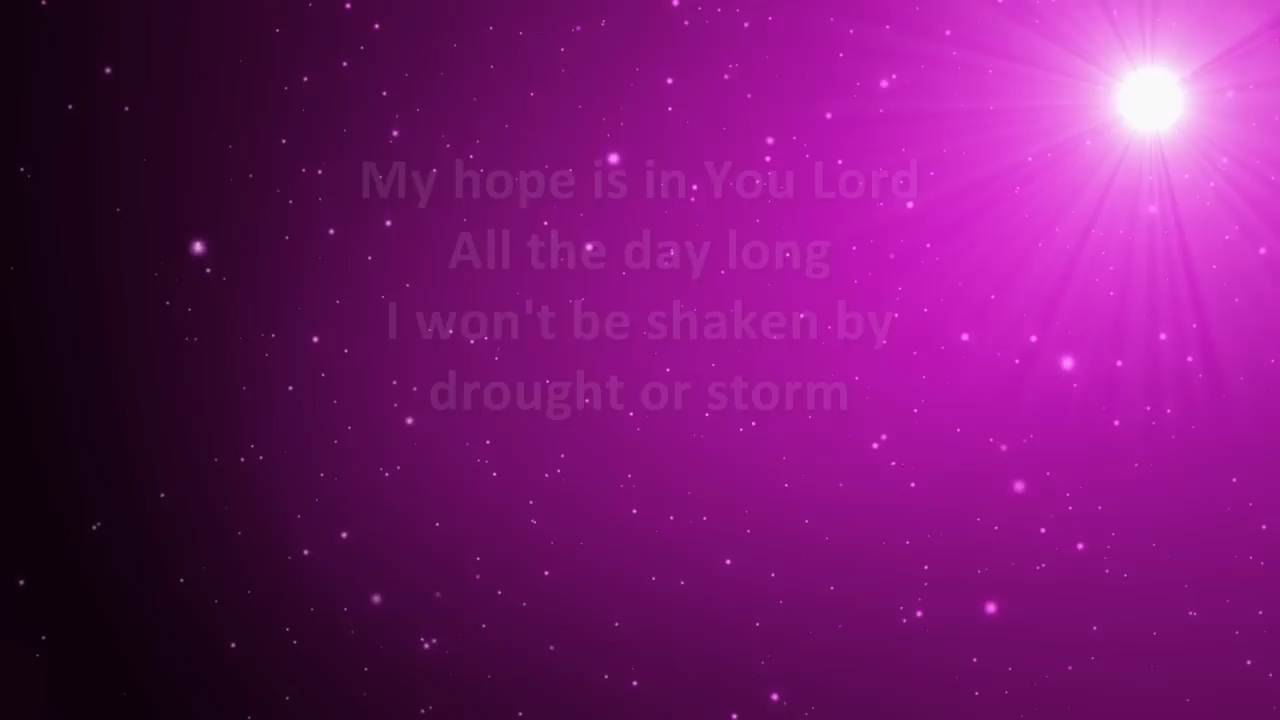 My hope is in You Lord
All the day long
I won't be shaken by
drought or storm